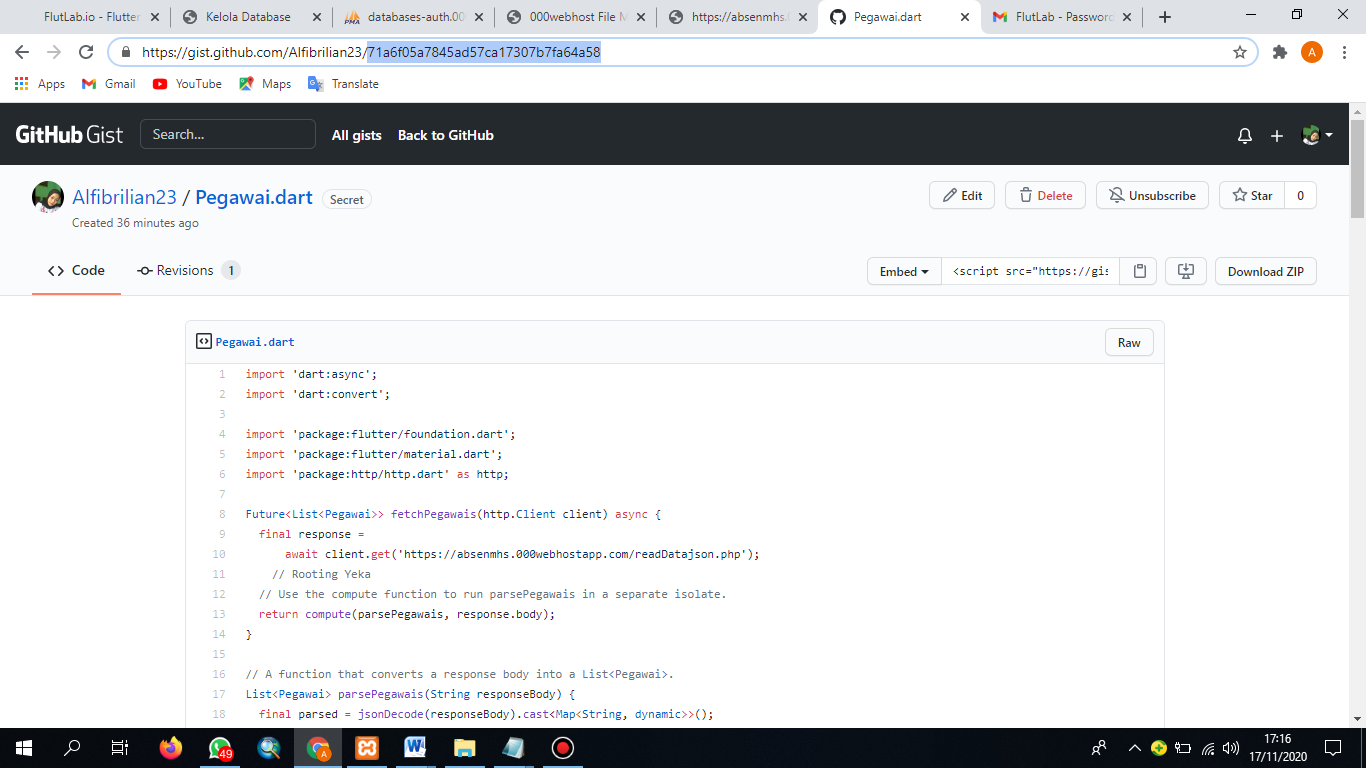 FlutLab.io - Flutter
Kelola Database
databases-auth.00
000webhost File M
https://absenmhs.
Pegawai.dart
FlutLab - Password
https://gist.github.com/Alfibrilian23/71a6f05a7845ad57ca17307b7fa64a58
A
Apps
Gmail
YouTube
Maps
Translate
GitHub Gist
Search...
All gists
Back to GitHub
Alfibrilian23 / Pegawai.dart
Secret
Created 36 minutes ago
Edit
Delete
Unsubscribe
Star
0
Code
Revisions 1
Embed
<script src="https://gis
Download ZIP
Pegawai.dart
Raw
1 import 'dart:async';
2 import 'dart:convert';
3
4 import 'package:flutter/foundation.dart';
5 import 'package:flutter/material.dart';
6 import 'package:http/http.dart' as http;
7
8 Future<List<Pegawai>> fetchPegawais(http.Client client) async {
9 final response =
10 await client.get('https://absenmhs.000webhostapp.com/readDatajson.php');
11 // Rooting Yeka
12 // Use the compute function to run parsePegawais in a separate isolate.
13 return compute(parsePegawais, response.body);
14 }
15
16 // A function that converts a response body into a List<Pegawai>.
17 List<Pegawai> parsePegawais(String responseBody) {
18 final parsed = jsonDecode(responseBody).cast<Map<String, dynamic>>();
49
A
17:16
17/11/2020